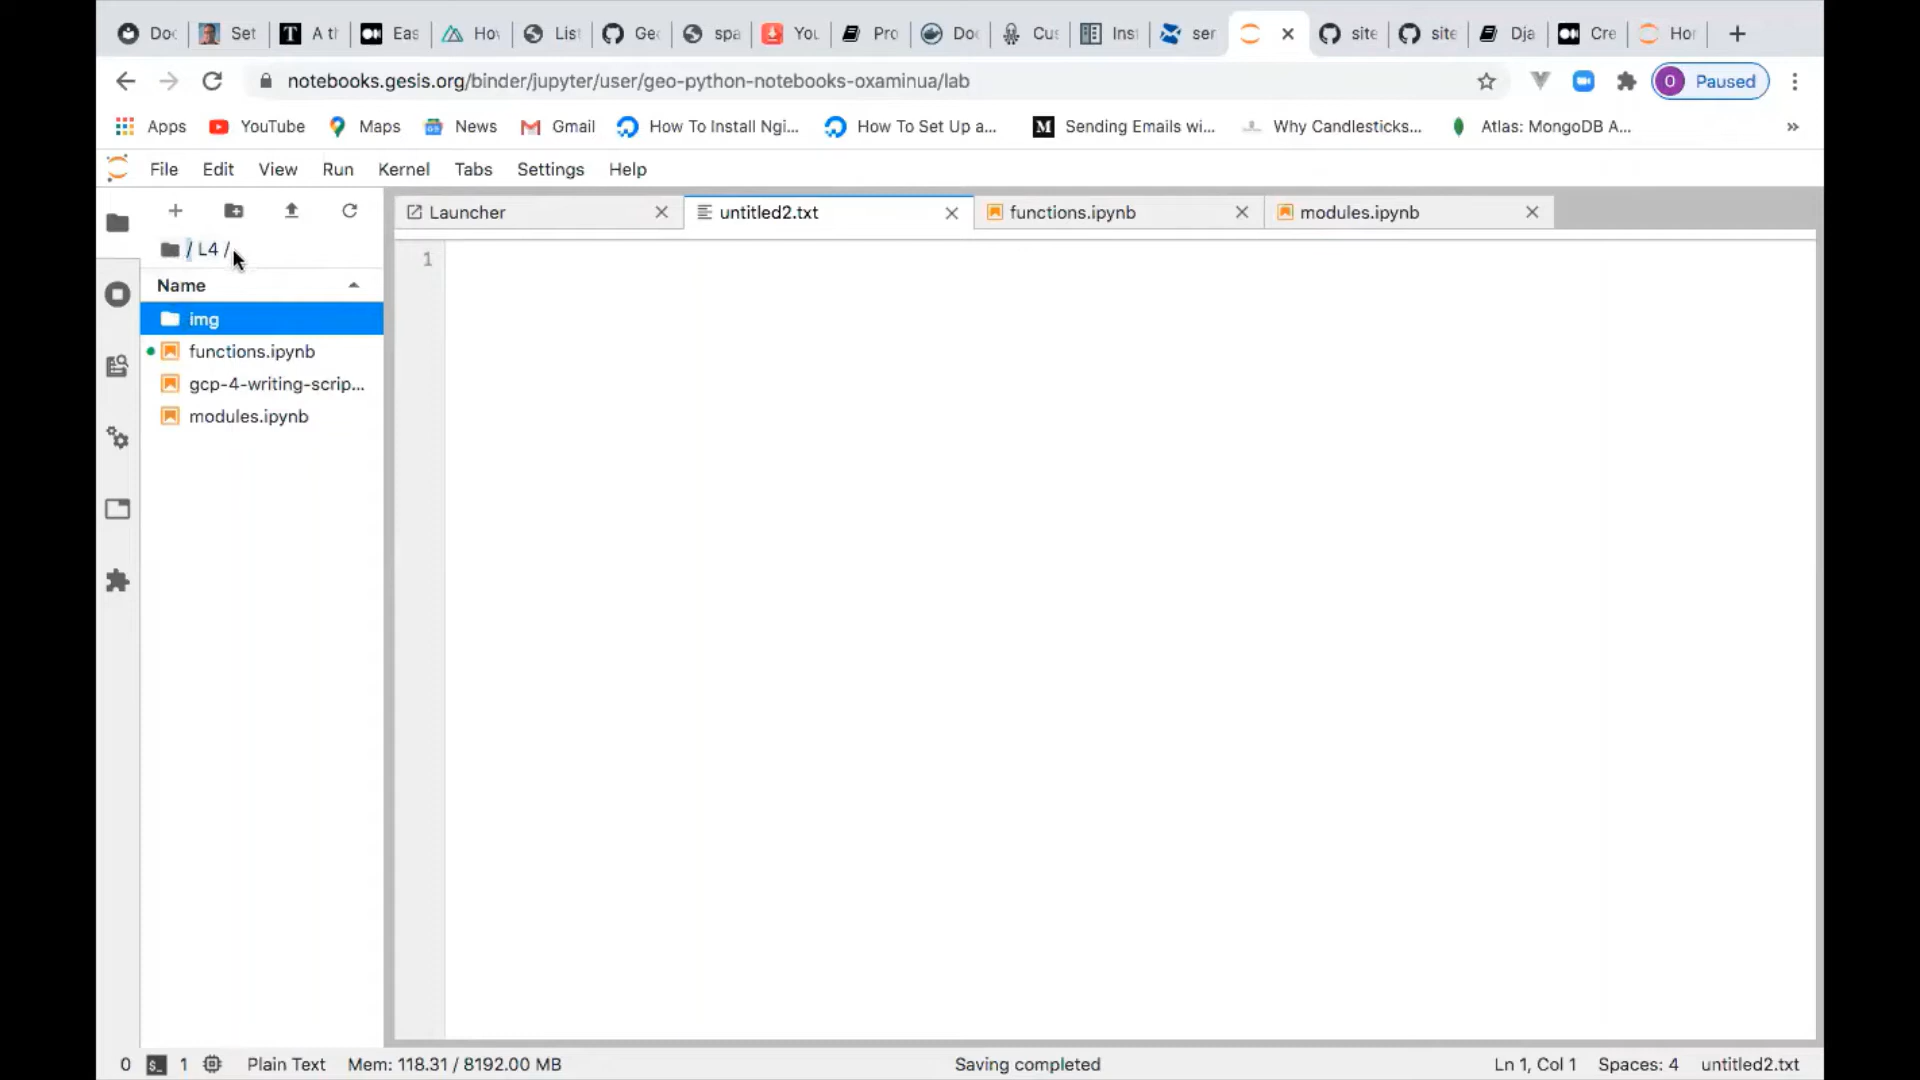 Doc Set A th Eas Hov List Geo spa You Pro Doc Cus Inst ser site site Dja Cre Hor
notebooks.gesis.org/binder/jupyter/user/geo-python-notebooks-oxaminua/lab O Paused
Apps YouTube Maps News Gmail How To Install Ngi... How To Set Up a... Sending Emails wi... Why Candlesticks... Atlas: MongoDB A... »
File Edit View Run Kernel Tabs Settings Help
Launcher untitled2.txt functions.ipynb modules.ipynb
/ L4 /
1
Name
img
functions.ipynb
gcp-4-writing-scrip...
modules.ipynb
0 1 Plain Text Mem: 118.31 / 8192.00 MB Saving completed Ln 1, Col 1 Spaces: 4 untitled2.txt